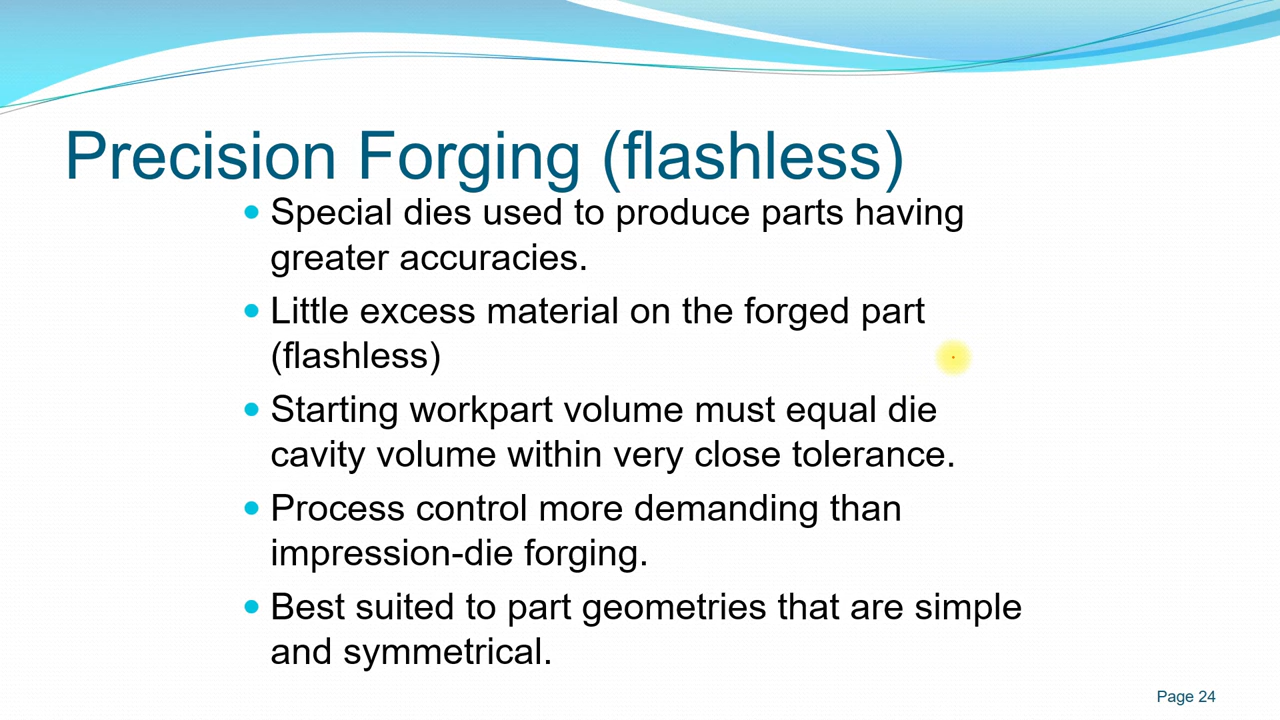 Precision Forging (flashless)
• Special dies used to produce parts having
greater accuracies.
• Little excess material on the forged part
(flashless)
• Starting workpart volume must equal die
cavity volume within very close tolerance.
• Process control more demanding than
impression-die forging.
• Best suited to part geometries that are simple
and symmetrical.
Page 24